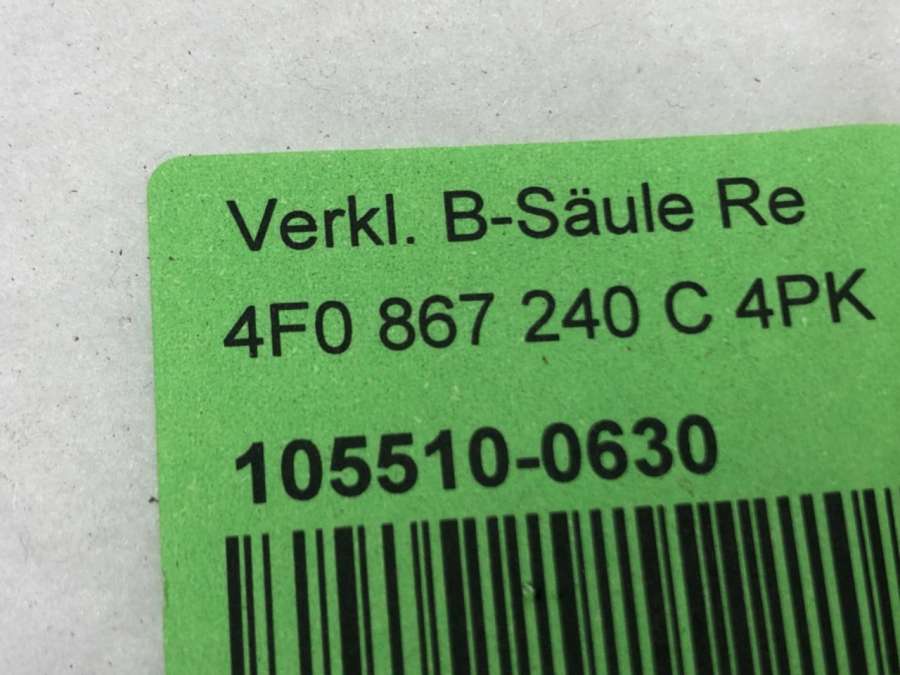 Verkl. B-Säule Re
4F0 867 240 C 4PK
105510-0630